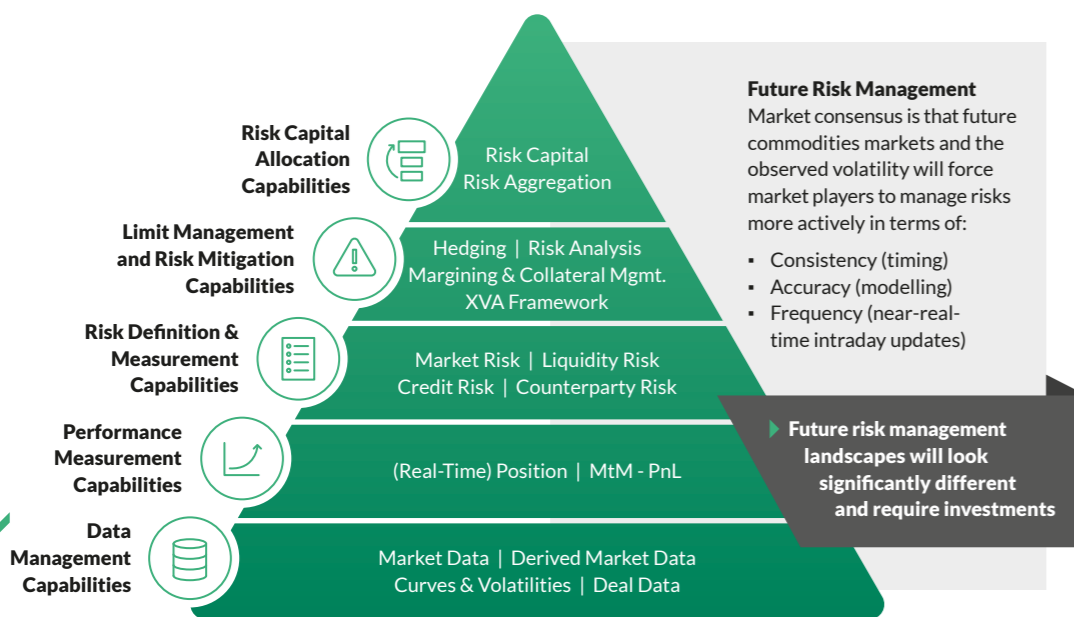 Risk Capital
Allocation
Capabilities
Risk Capital
Risk Aggregation
Limit Management
and Risk Mitigation
Capabilities
Hedging | Risk Analysis
Margining & Collateral Mgmt.
XVA Framework
Risk Definition &
Measurement
Capabilities
Market Risk | Liquidity Risk
Credit Risk | Counterparty Risk
Performance
Measurement
Capabilities
(Real-Time) Position | MtM - PnL
Data
Management
Capabilities
Market Data | Derived Market Data
Curves & Volatilities | Deal Data
Future Risk Management
Market consensus is that future
commodities markets and the
observed volatility will force
market players to manage risks
more actively in terms of:
▪ Consistency (timing)
▪ Accuracy (modelling)
▪ Frequency (near-real-
time intraday updates)
Future risk management
landscapes will look
significantly different
and require investments